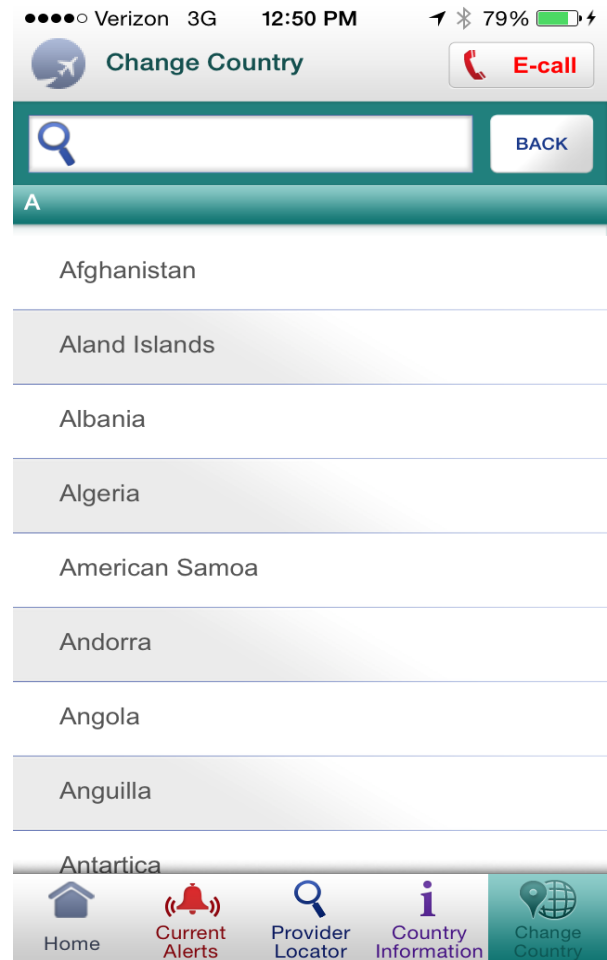 Verizon 3G 12:50 PM 79%
Change Country E-call
BACK
A
Afghanistan
Aland Islands
Albania
Algeria
American Samoa
Andorra
Angola
Anguilla
Antartica
Home
Current
Alerts
Provider
Locator
Country
Information
Change
Country